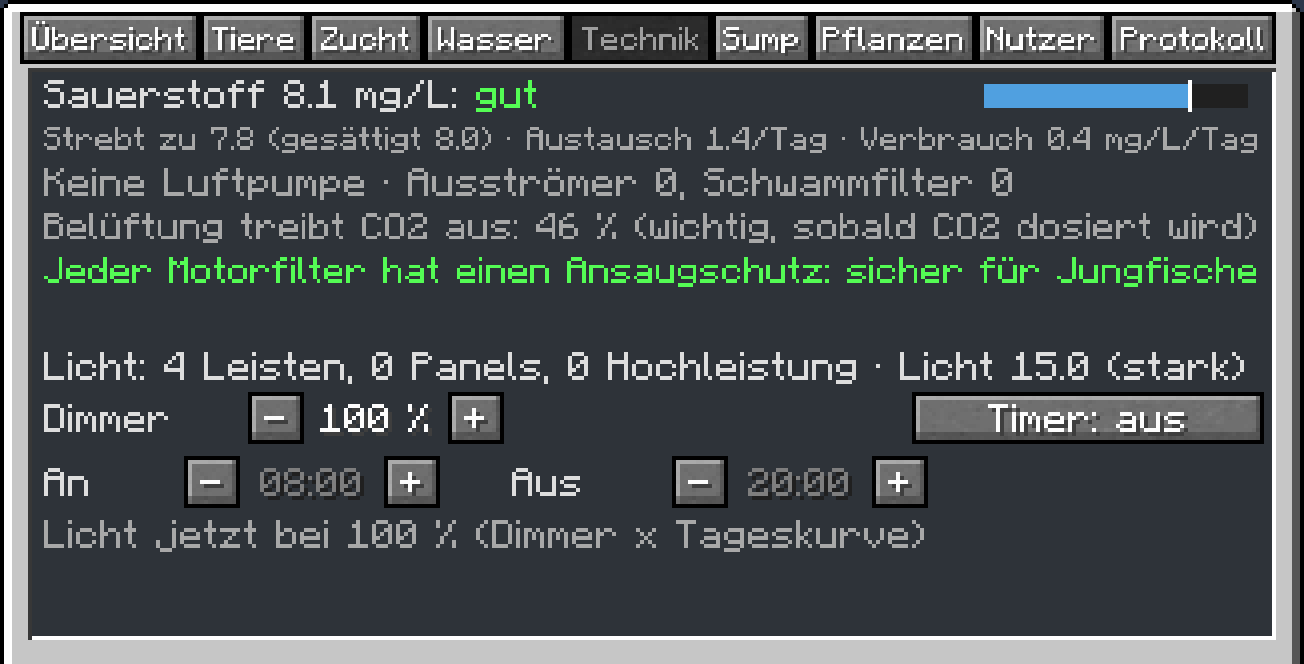 Übersicht Tiere Zucht Wasser Technik Sump Pflanzen Nutzer Protokoll
Sauerstoff 8.1 mg/L: gut
Strebt zu 7.8 (gesättigt 8.0) · Austausch 1.4/Tag · Verbrauch 0.4 mg/L/Tag
Keine Luftpumpe · Ausströmer 0, Schwammfilter 0
Belüftung treibt CO2 aus: 46 % (wichtig, sobald CO2 dosiert wird)
Jeder Motorfilter hat einen Ansaugschutz: sicher für Jungfische
Licht: 4 Leisten, 0 Panels, 0 Hochleistung · Licht 15.0 (stark)
Dimmer - 100 % + Timer: aus
An - 08:00 + Aus - 20:00 +
Licht jetzt bei 100 % (Dimmer x Tageskurve)